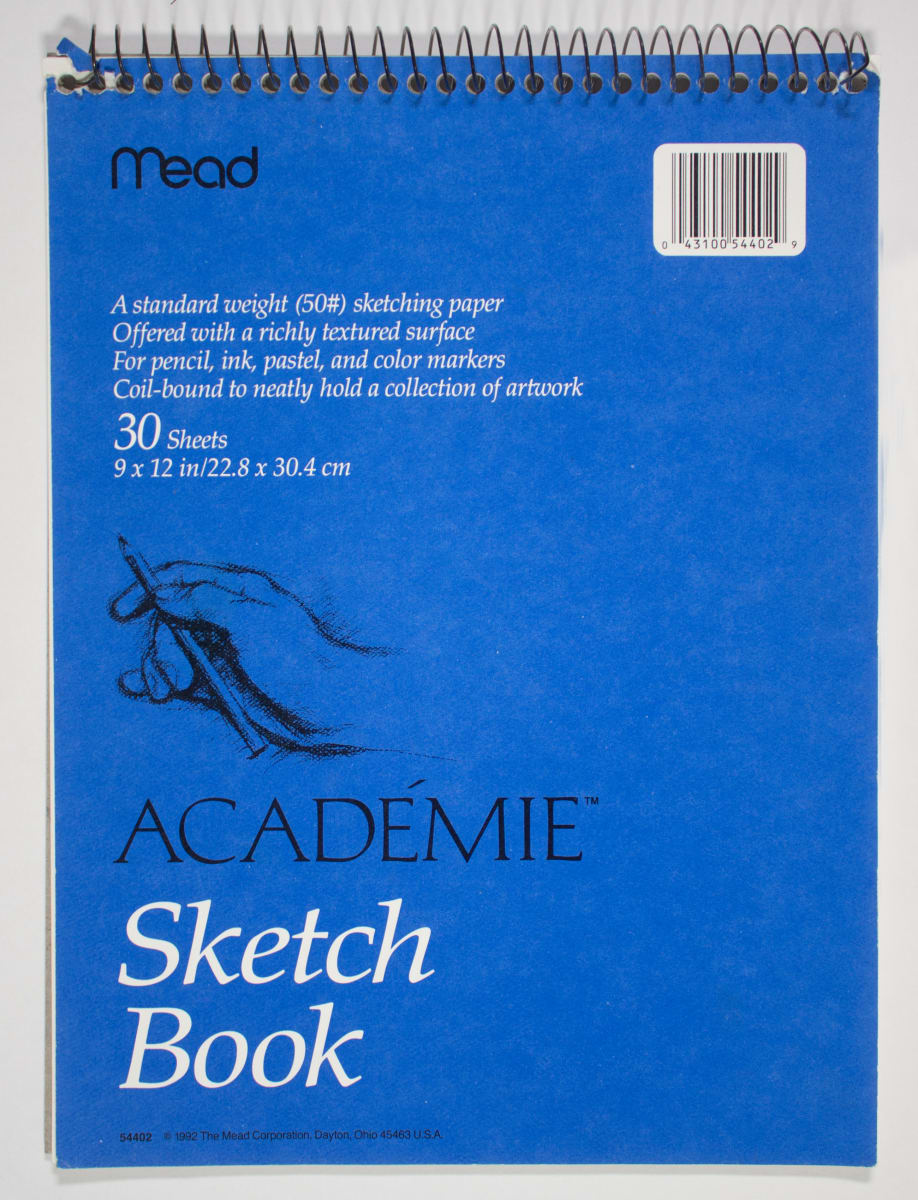 Mead
0 43100 54402 9
A standard weight (50#) sketching paper
Offered with a richly textured surface
For pencil, ink, pastel, and color markers
Coil-bound to neatly hold a collection of artwork
30 Sheets
9 x 12 in/22.8 x 30.4 cm
ACADÉMIE™
Sketch
Book
54402 © 1992 The Mead Corporation, Dayton, Ohio 45463 U.S.A.